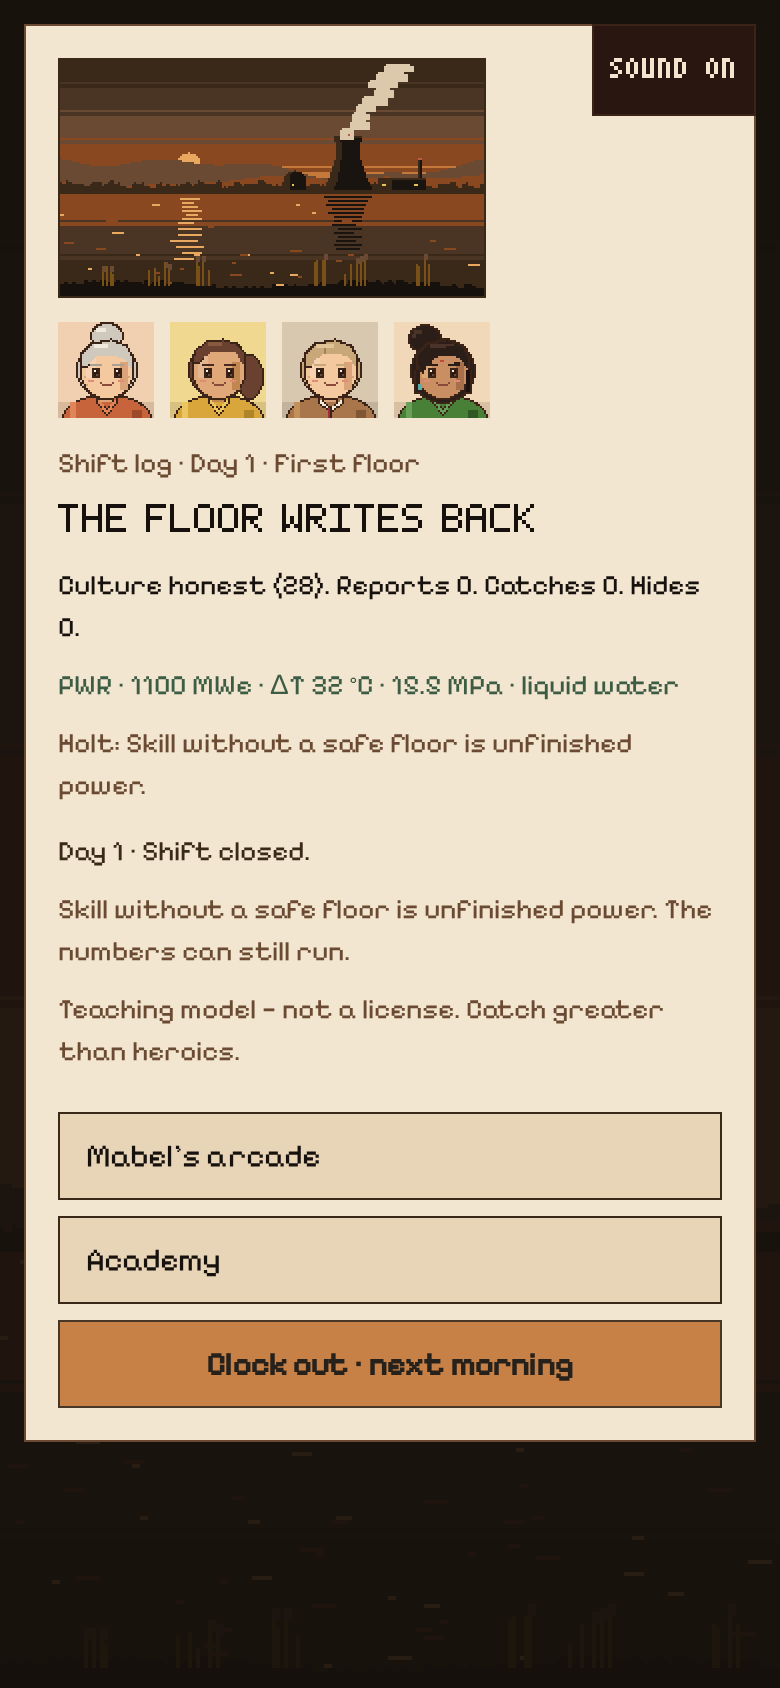 SOUND ON
Shift log · Day 1 · First floor
THE FLOOR WRITES BACK
Culture honest (28). Reports 0. Catches 0. Hides
0.
PWR · 1100 MWe · ΔT 32 °C · 15.5 MPa · liquid water
Holt: Skill without a safe floor is unfinished
power.
Day 1 · Shift closed.
Skill without a safe floor is unfinished power. The
numbers can still run.
Teaching model – not a license. Catch greater
than heroics.
Mabel's arcade
Academy
Clock out · next morning